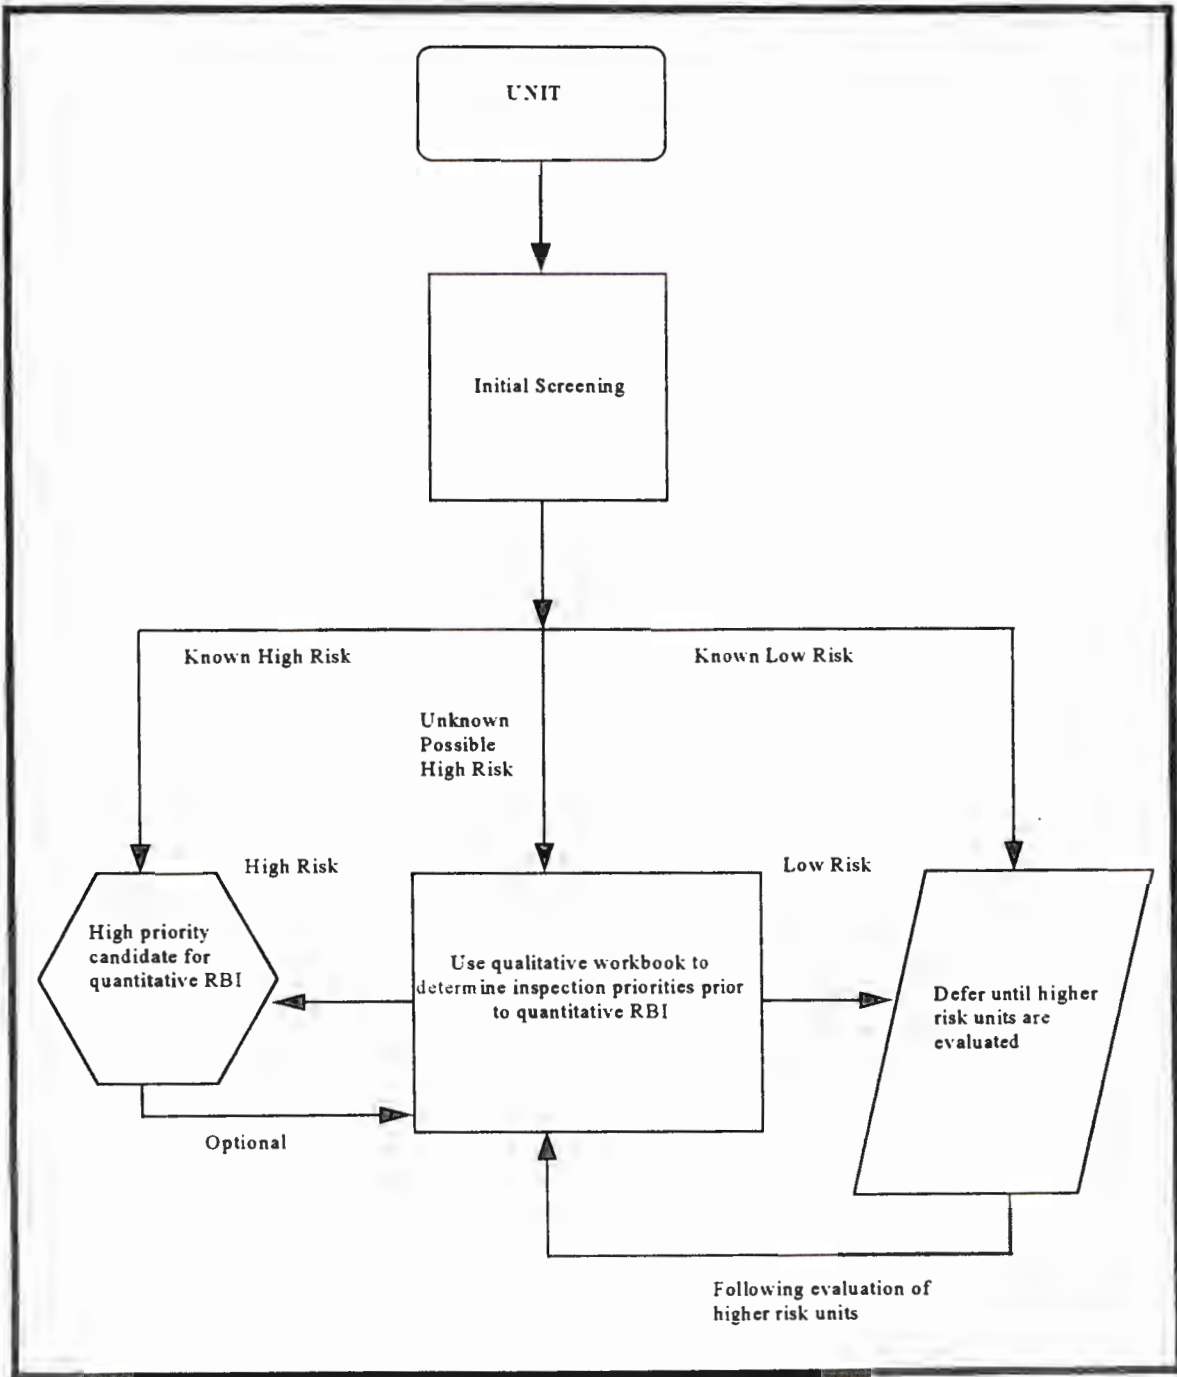 UNIT
Initial Screening
Known High Risk
Known Low Risk
Unknown
Possible
High Risk
High Risk
Low Risk
High priority
candidate for
quantitative RBI
Use qualitative workbook to
determine inspection priorities prior
to quantitative RBI
Defer until higher
risk units are
evaluated
Optional
Following evaluation of
higher risk units